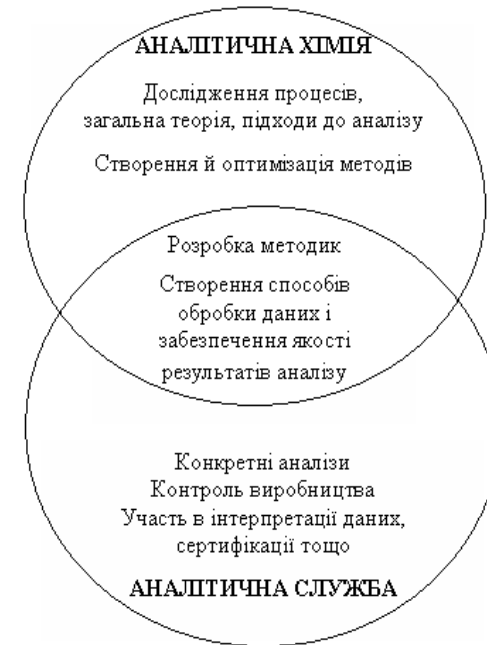 АНАЛІТИЧНА ХІМІЯ
Дослідження процесів,
загальна теорія, підходи до аналізу
Створення й оптимізація методів
Розробка методик
Створення способів
обробки даних і
забезпечення якості
результатів аналізу
Конкретні аналізи
Контроль виробництва
Участь в інтерпретації даних,
сертифікації тощо
АНАЛІТИЧНА СЛУЖБА